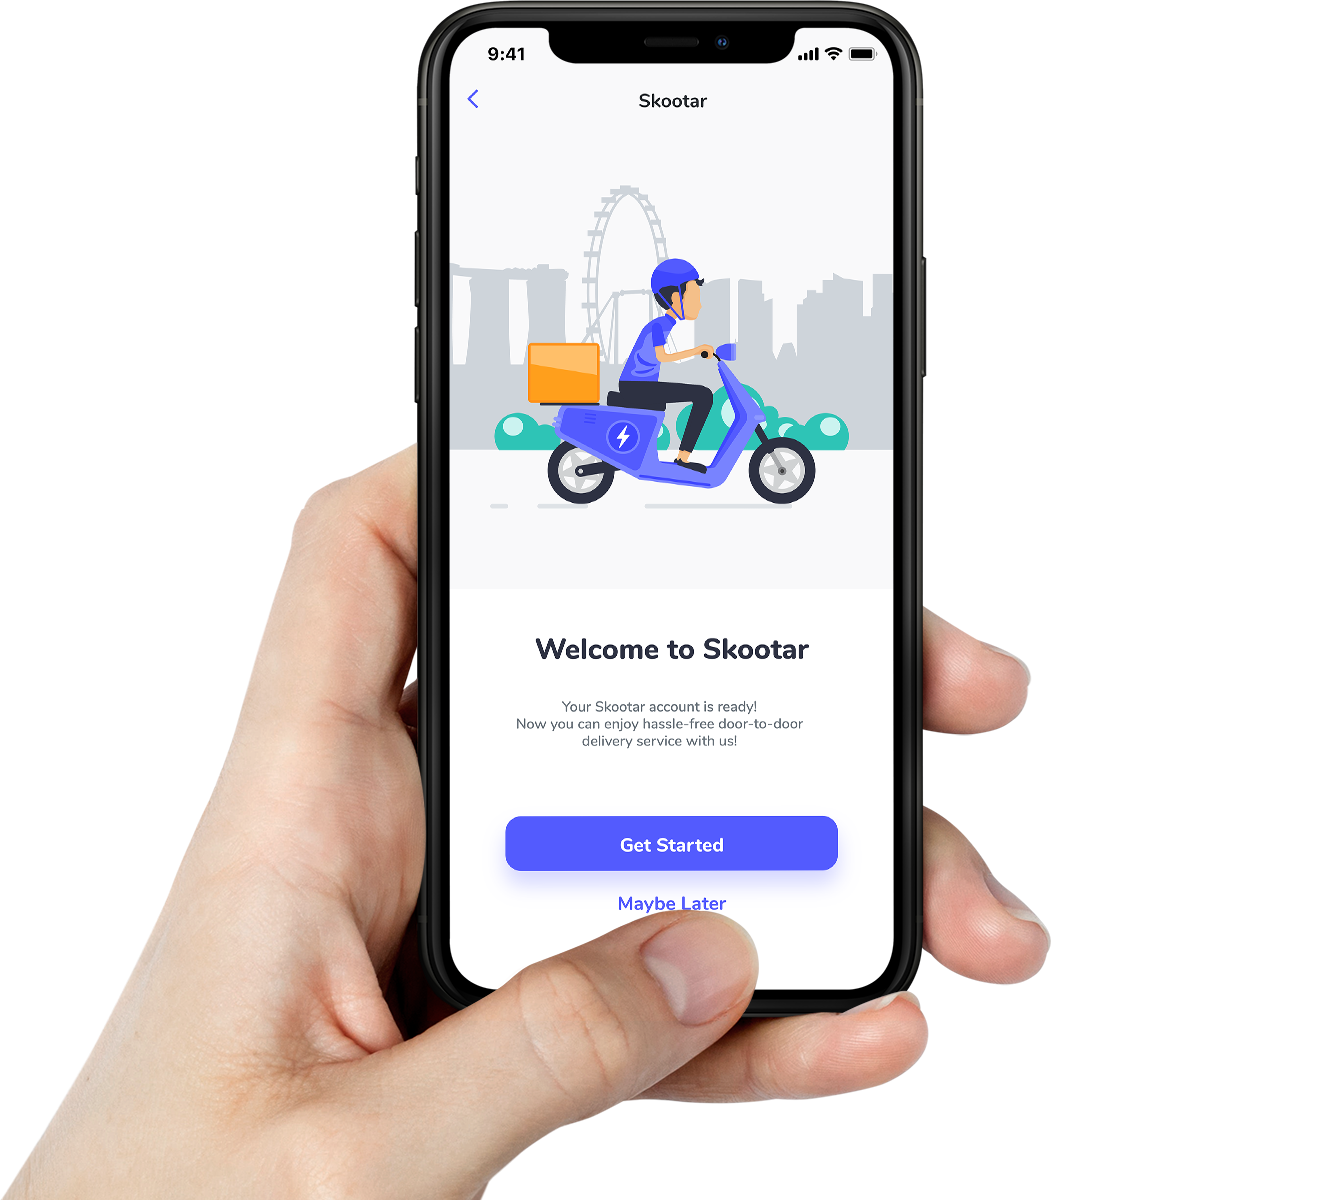 9:41
Skootar
Welcome to Skootar
Your Skootar account is ready!
Now you can enjoy hassle-free door-to-door
delivery service with us!
Get Started
Maybe Later